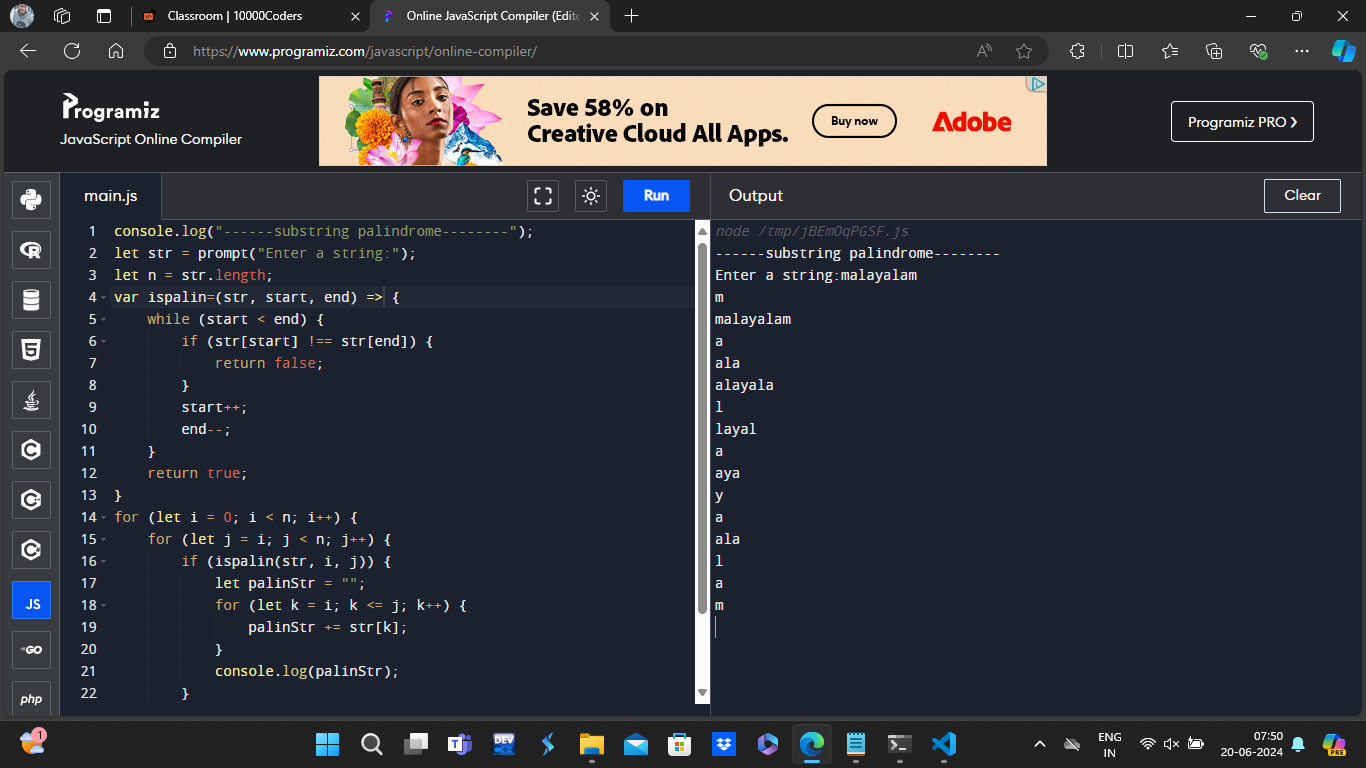 Classroom | 10000Coders
Online JavaScript Compiler (Edito
https://www.programiz.com/javascript/online-compiler/
Programiz
JavaScript Online Compiler
Save 58% on
Creative Cloud All Apps.
Buy now
Adobe
Programiz PRO ❯
main.js
Run
Output
Clear
1 console.log("------substring palindrome--------");
2 let str = prompt("Enter a string:");
3 let n = str.length;
4 var ispalin=(str, start, end) => {
5     while (start < end) {
6         if (str[start] !== str[end]) {
7             return false;
8         }
9         start++;
10         end--;
11     }
12     return true;
13 }
14 for (let i = 0; i < n; i++) {
15     for (let j = i; j < n; j++) {
16         if (ispalin(str, i, j)) {
17             let palinStr = "";
18             for (let k = i; k <= j; k++) {
19                 palinStr += str[k];
20             }
21             console.log(palinStr);
22         }
node /tmp/jBEmOqPGSF.js
------substring palindrome--------
Enter a string:malayalam
m
malayalam
a
ala
alayala
l
layal
a
aya
y
a
ala
l
a
m
JS
GO
php
1
DEV
ENG
IN
07:50
20-06-2024
PRE